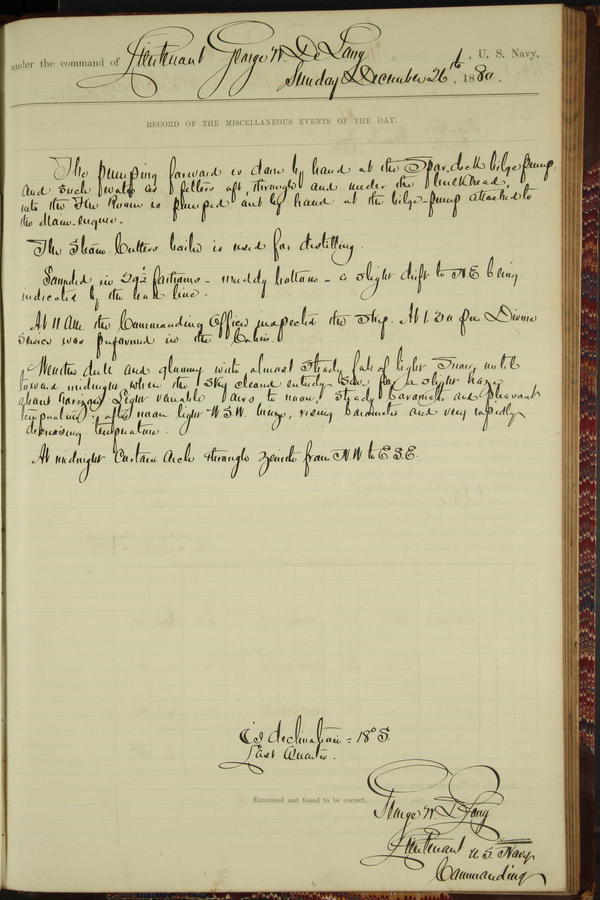 under the command of Lieutenant George W. De Long, U. S. Navy,
Sunday December 26th, 1880.
RECORD OF THE MISCELLANEOUS EVENTS OF THE DAY.
The pumping forward is done by hand at the Spar deck bilge pump,
and such water as filters aft, through and under the bulkhead,
into the Fire Room is pumped out by hand at the bilge-pump attached to
the Main-engine.
The Steam Cutters boiler is used for distilling.
Sounded in 29½ fathoms - muddy bottom - a slight drift to NE being
indicated by the lead line.
At 11 AM. the Commanding Officer inspected the Ship. At 1. Divine
Service was performed in the Cabin.
Weather dull and gloomy with almost steady fall of light Snow, until
toward midnight, when the Sky cleared entirely save for a slight haze
about horizon. Light variable airs to noon, steady barometer and pleasant
temperature; after noon light W.S.W. breeze, rising barometer and very rapidly
decreasing temperature.
At midnight Curtain Arch through Zenith from N.W. to E.S.E.
declination = 18° S.
Last Quarter.
Examined and found to be correct.
George W. De Long
Lieutenant U.S. Navy
Commanding